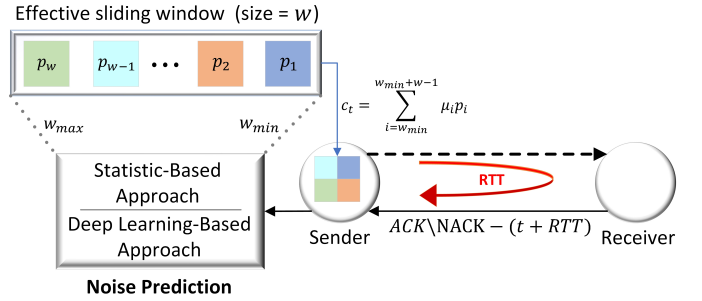 Effective sliding window (size = w)
p_w p_{w−1} ••• p_2 p_1
c_t = \sum_{i=w_{min}}^{w_{min}+w−1} μ_i p_i
w_{max} w_{min}
Statistic-Based
Approach
Deep Learning-Based
Approach
Noise Prediction
Sender
RTT
ACK\NACK − (t + RTT)
Receiver